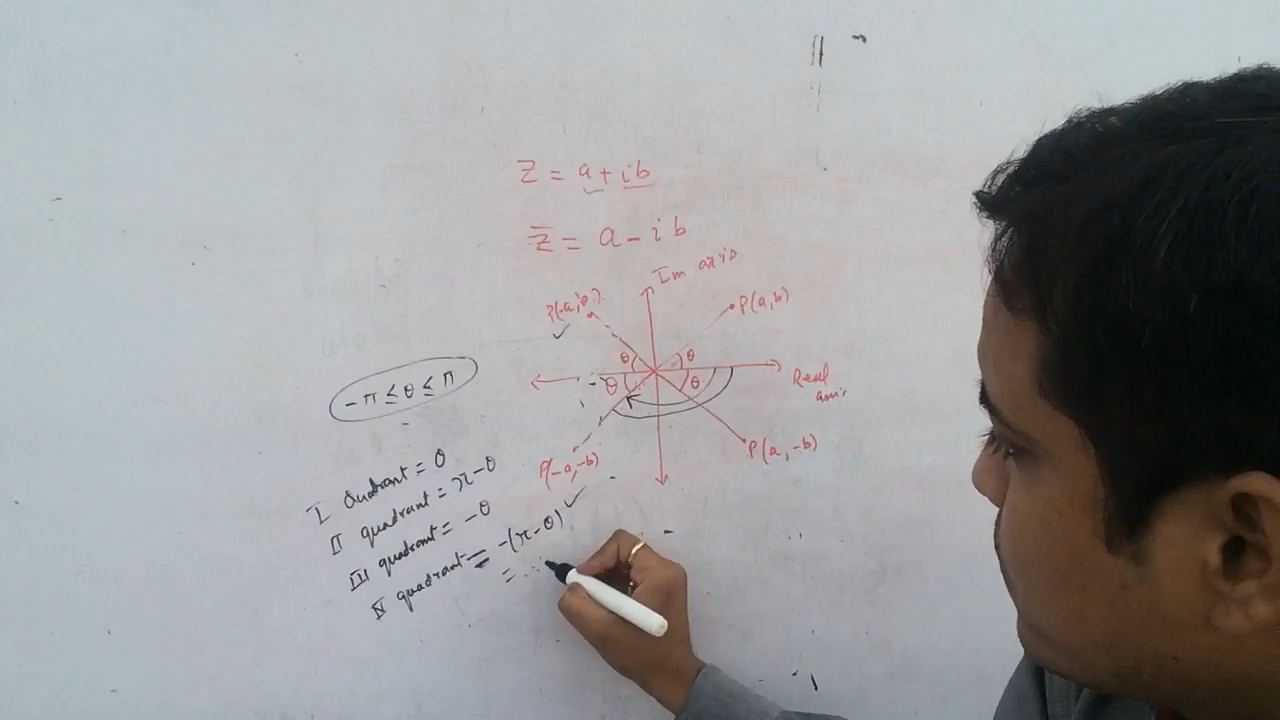 Z = a + ib
z̅ = a - ib
Im axis
P(a,b)
θ θ
θ θ
Real
axis
P(-a,-b)
P(a,-b)
-π ≤ θ ≤ π
I Quadrant = θ
II quadrant = π-θ
III quadrant = -θ
IV quadrant = -(π-θ)
=